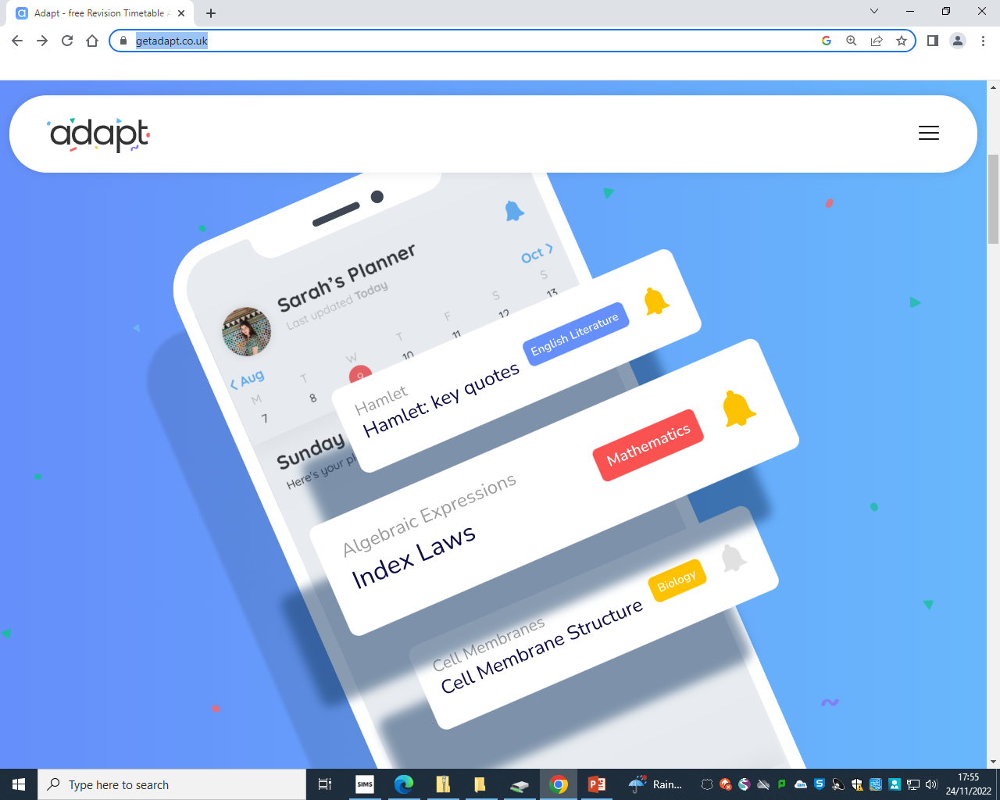 Adapt - free Revision Timetable
getadapt.co.uk
adapt
Sarah's Planner
Last updated Today
Oct >
< Aug
M T W T F S S
7 8 9 10 11 12 13
Sunday
Here's your
Hamlet
Hamlet: key quotes
English Literature
Algebraic Expressions
Index Laws
Mathematics
Cell Membranes
Cell Membrane Structure
Biology
Type here to search
SIMS
Rain...
17:55
24/11/2022